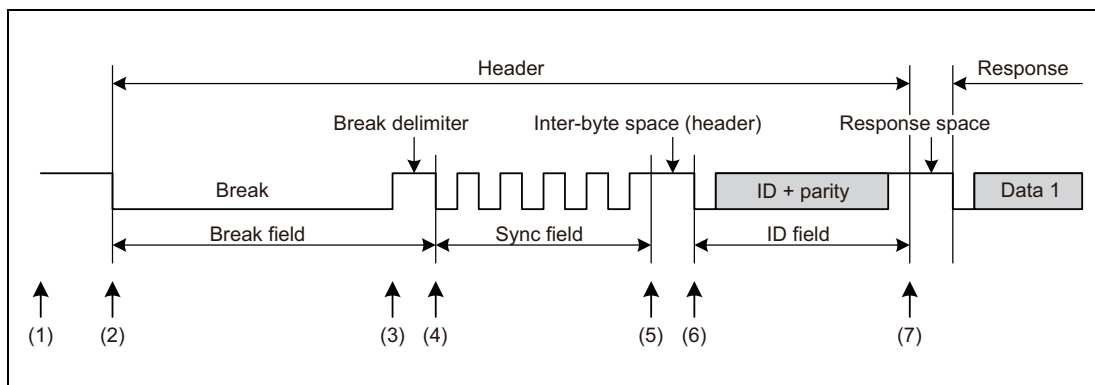 Header
Response
Break delimiter
Inter-byte space (header)
Response space
Break
ID + parity
Data 1
Break field
Sync field
ID field
(1)
(2)
(3)
(4)
(5)
(6)
(7)